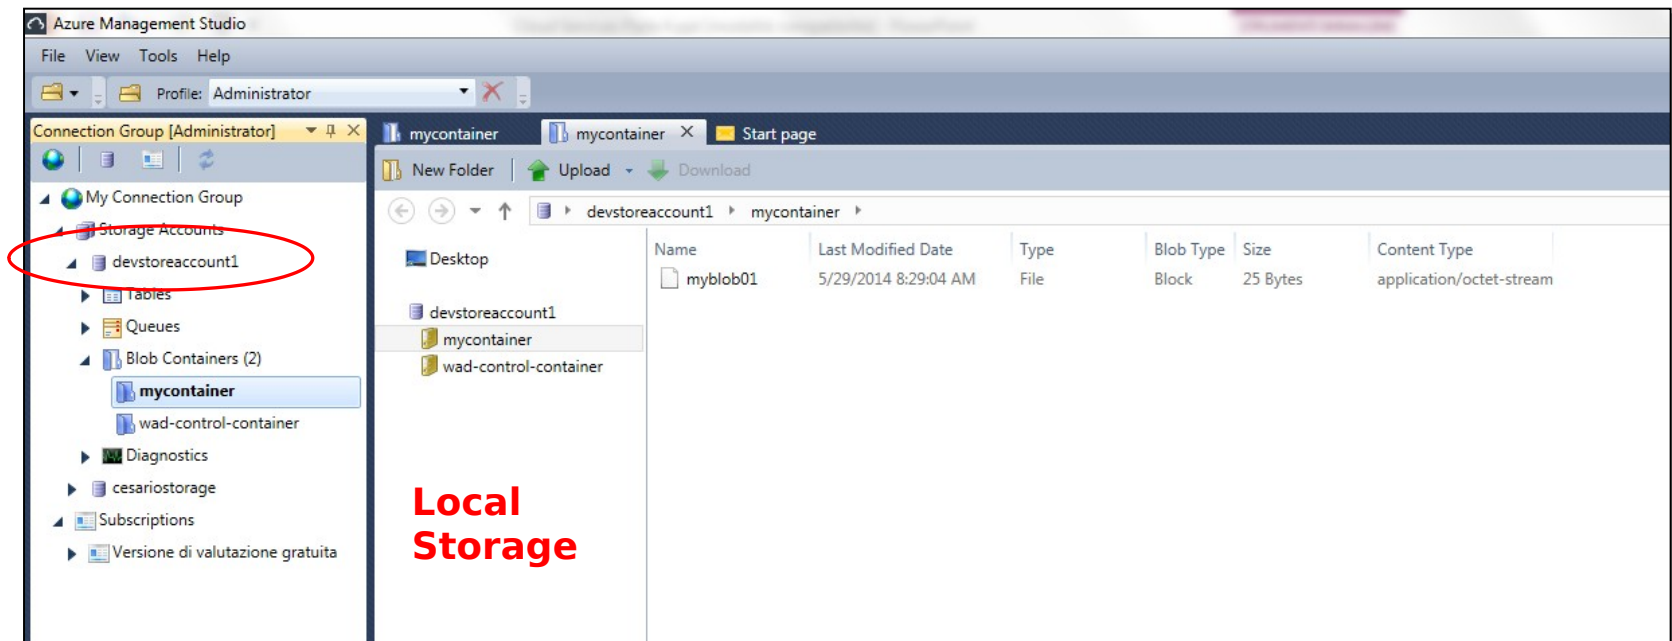 Azure Management Studio
File View Tools Help
Profile: Administrator
Connection Group [Administrator]
mycontainer mycontainer Start page
New Folder Upload Download
My Connection Group
Storage Accounts
devstoreaccount1
Tables
Queues
Blob Containers (2)
mycontainer
wad-control-container
Diagnostics
cesariostorage
Subscriptions
Versione di valutazione gratuita
devstoreaccount1 mycontainer
Desktop
devstoreaccount1
mycontainer
wad-control-container
Name Last Modified Date Type Blob Type Size Content Type
myblob01 5/29/2014 8:29:04 AM File Block 25 Bytes application/octet-stream
Local
Storage